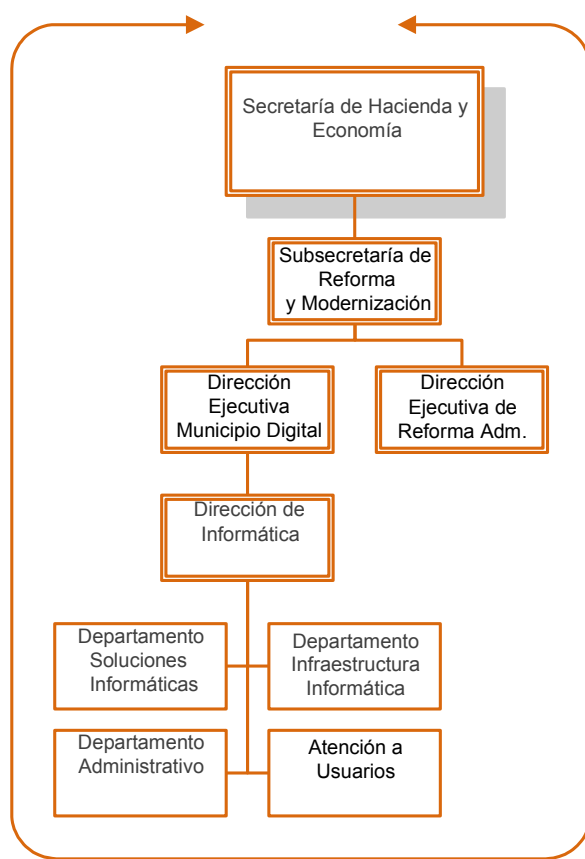 Secretaría de Hacienda y
Economía
Subsecretaría de
Reforma
y Modernización
Dirección
Ejecutiva
Municipio Digital
Dirección
Ejecutiva de
Reforma Adm.
Dirección de
Informática
Departamento
Soluciones
Informáticas
Departamento
Infraestructura
Informática
Departamento
Administrativo
Atención a
Usuarios